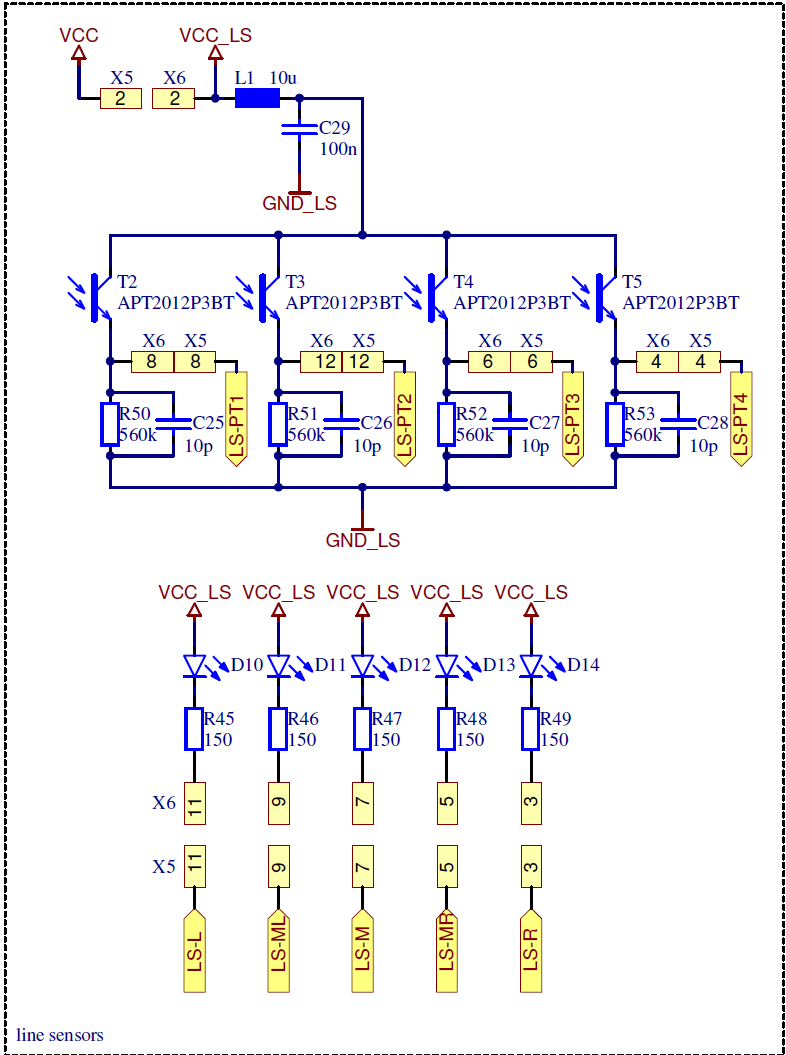 VCC VCC_LS
X5 X6 L1 10u
2 2
C29
100n
GND_LS
T2 T3 T4 T5
APT2012P3BT APT2012P3BT APT2012P3BT APT2012P3BT
X6 X5 X6 X5 X6 X5 X6 X5
8 8 12 12 6 6 4 4
LS-PT1 LS-PT2 LS-PT3 LS-PT4
R50 C25 R51 C26 R52 C27 R53 C28
560k 10p 560k 10p 560k 10p 560k 10p
GND_LS
VCC_LS VCC_LS VCC_LS VCC_LS VCC_LS
D10 D11 D12 D13 D14
R45 R46 R47 R48 R49
150 150 150 150 150
X6 11 9 7 5 3
X5 11 9 7 5 3
LS-L LS-ML LS-M LS-MR LS-R
line sensors